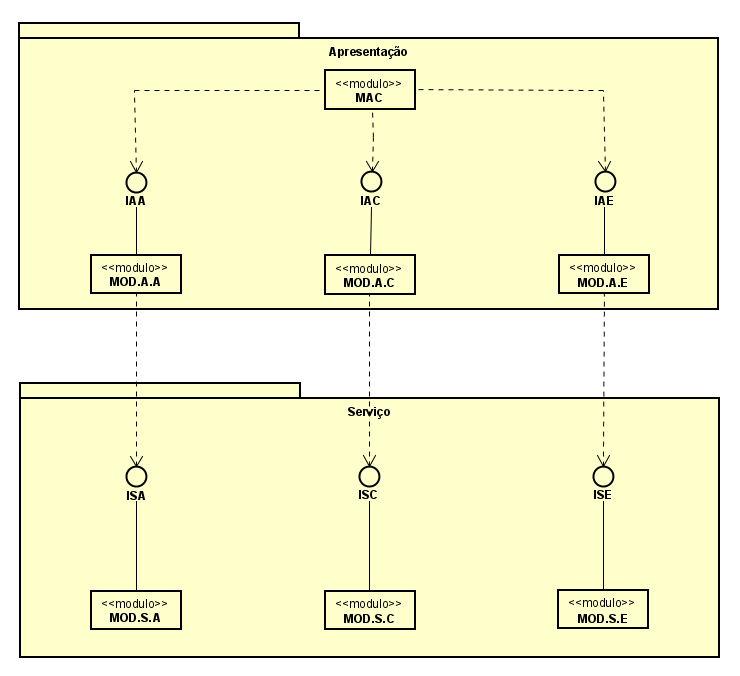 Apresentação
<<modulo>>
MAC
IAA
IAC
IAE
<<modulo>>
MOD.A.A
<<modulo>>
MOD.A.C
<<modulo>>
MOD.A.E
Serviço
ISA
ISC
ISE
<<modulo>>
MOD.S.A
<<modulo>>
MOD.S.C
<<modulo>>
MOD.S.E